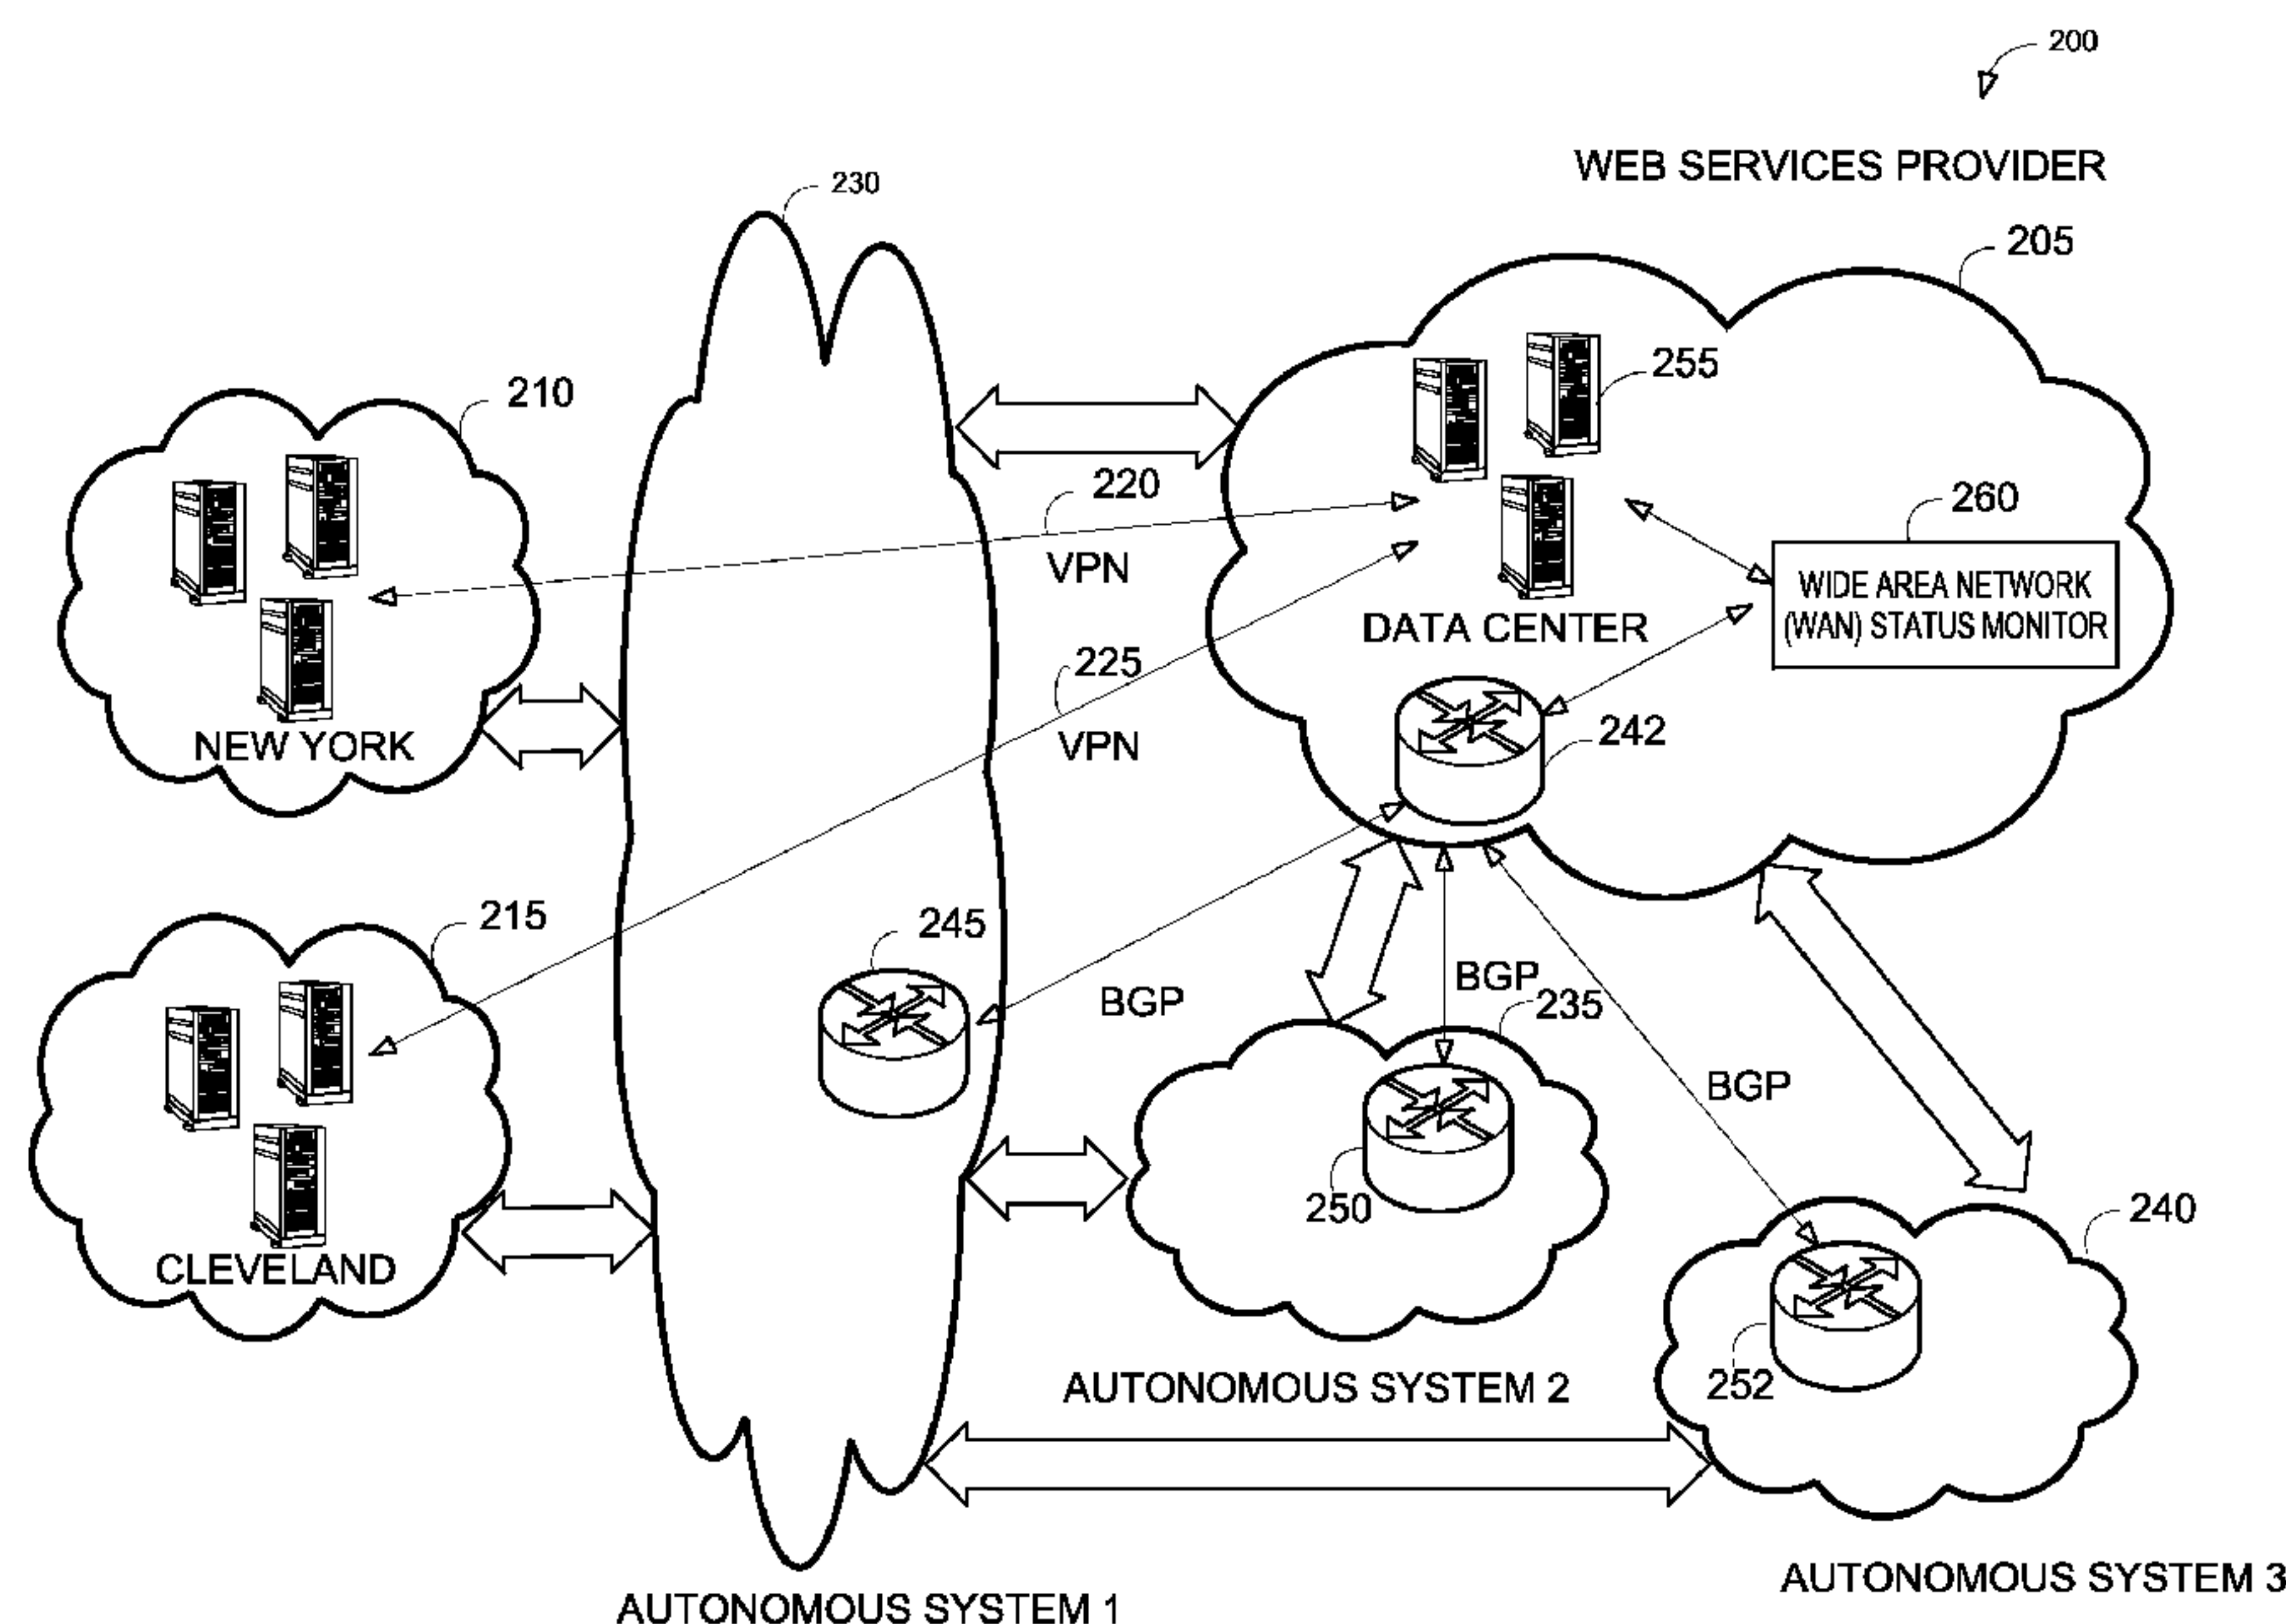 200
WEB SERVICES PROVIDER
230
205
255
210
220
260
VPN
WIDE AREA NETWORK
(WAN) STATUS MONITOR
DATA CENTER
225
NEW YORK
VPN
242
215
245
BGP
BGP
235
BGP
250
240
CLEVELAND
252
AUTONOMOUS SYSTEM 2
AUTONOMOUS SYSTEM 3
AUTONOMOUS SYSTEM 1